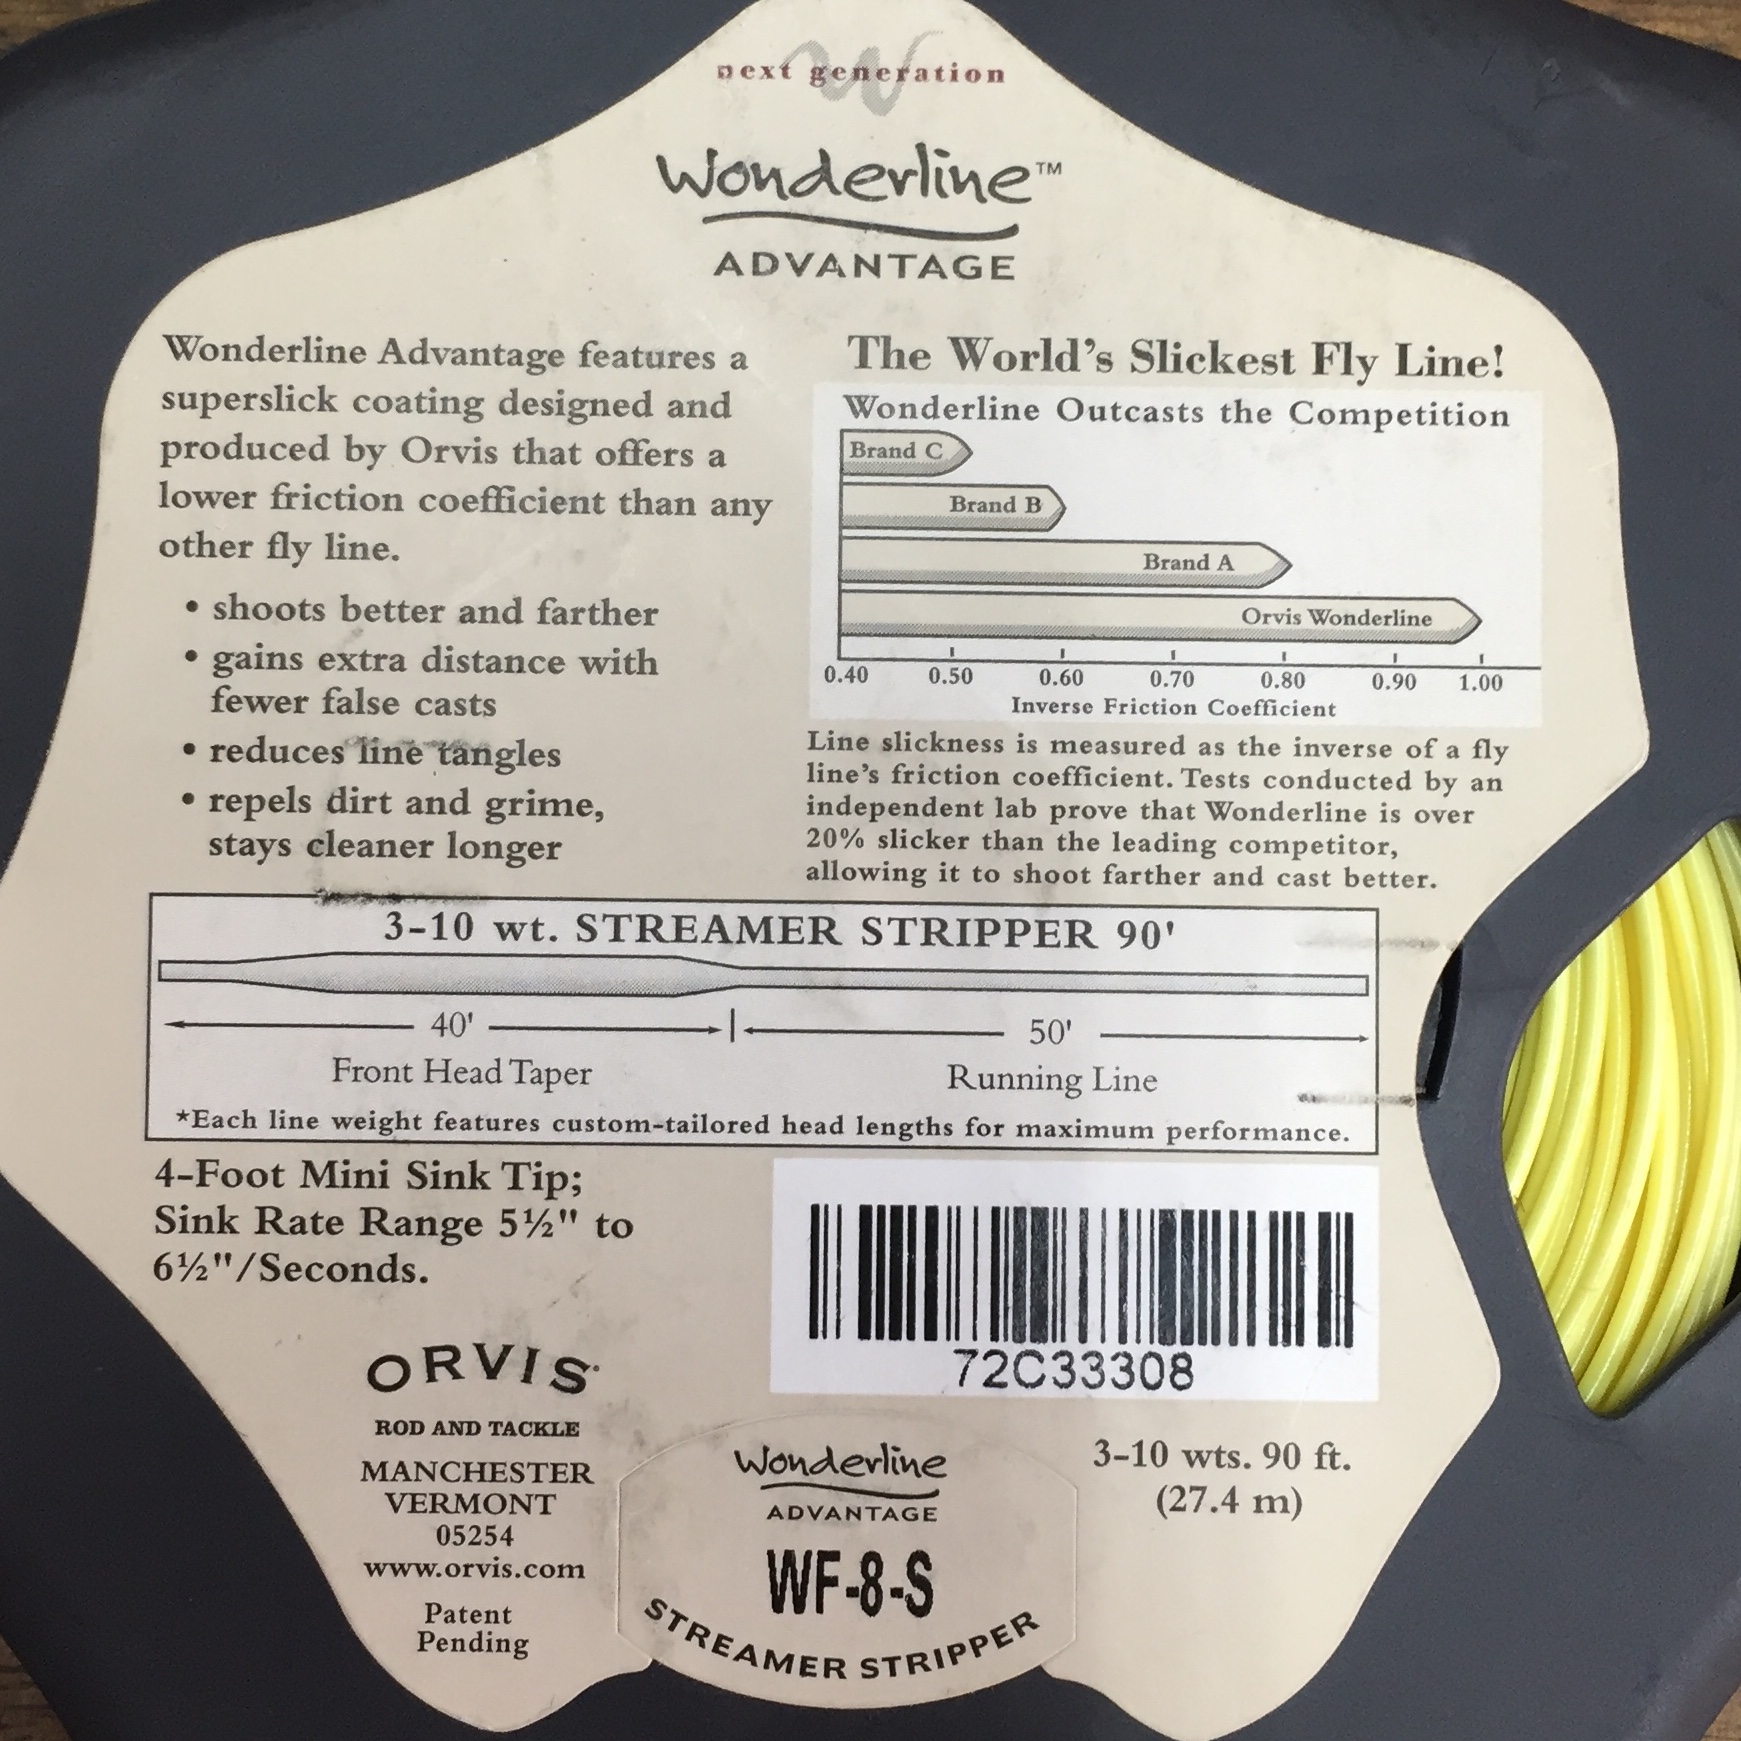 next generation
Wonderline™
ADVANTAGE
Wonderline Advantage features a
superslick coating designed and
produced by Orvis that offers a
lower friction coefficient than any
other fly line.
• shoots better and farther
• gains extra distance with
fewer false casts
• reduces line tangles
• repels dirt and grime,
stays cleaner longer
The World's Slickest Fly Line!
Wonderline Outcasts the Competition
Brand C
Brand B
Brand A
Orvis Wonderline
0.40 0.50 0.60 0.70 0.80 0.90 1.00
Inverse Friction Coefficient
Line slickness is measured as the inverse of a fly
line's friction coefficient. Tests conducted by an
independent lab prove that Wonderline is over
20% slicker than the leading competitor,
allowing it to shoot farther and cast better.
3-10 wt. STREAMER STRIPPER 90'
40' 50'
Front Head Taper Running Line
*Each line weight features custom-tailored head lengths for maximum performance.
4-Foot Mini Sink Tip;
Sink Rate Range 5½" to
6½"/Seconds.
72C33308
ORVIS
ROD AND TACKLE
MANCHESTER
VERMONT
05254
www.orvis.com
Patent
Pending
Wonderline
ADVANTAGE
WF-8-S
STREAMER STRIPPER
3-10 wts. 90 ft.
(27.4 m)